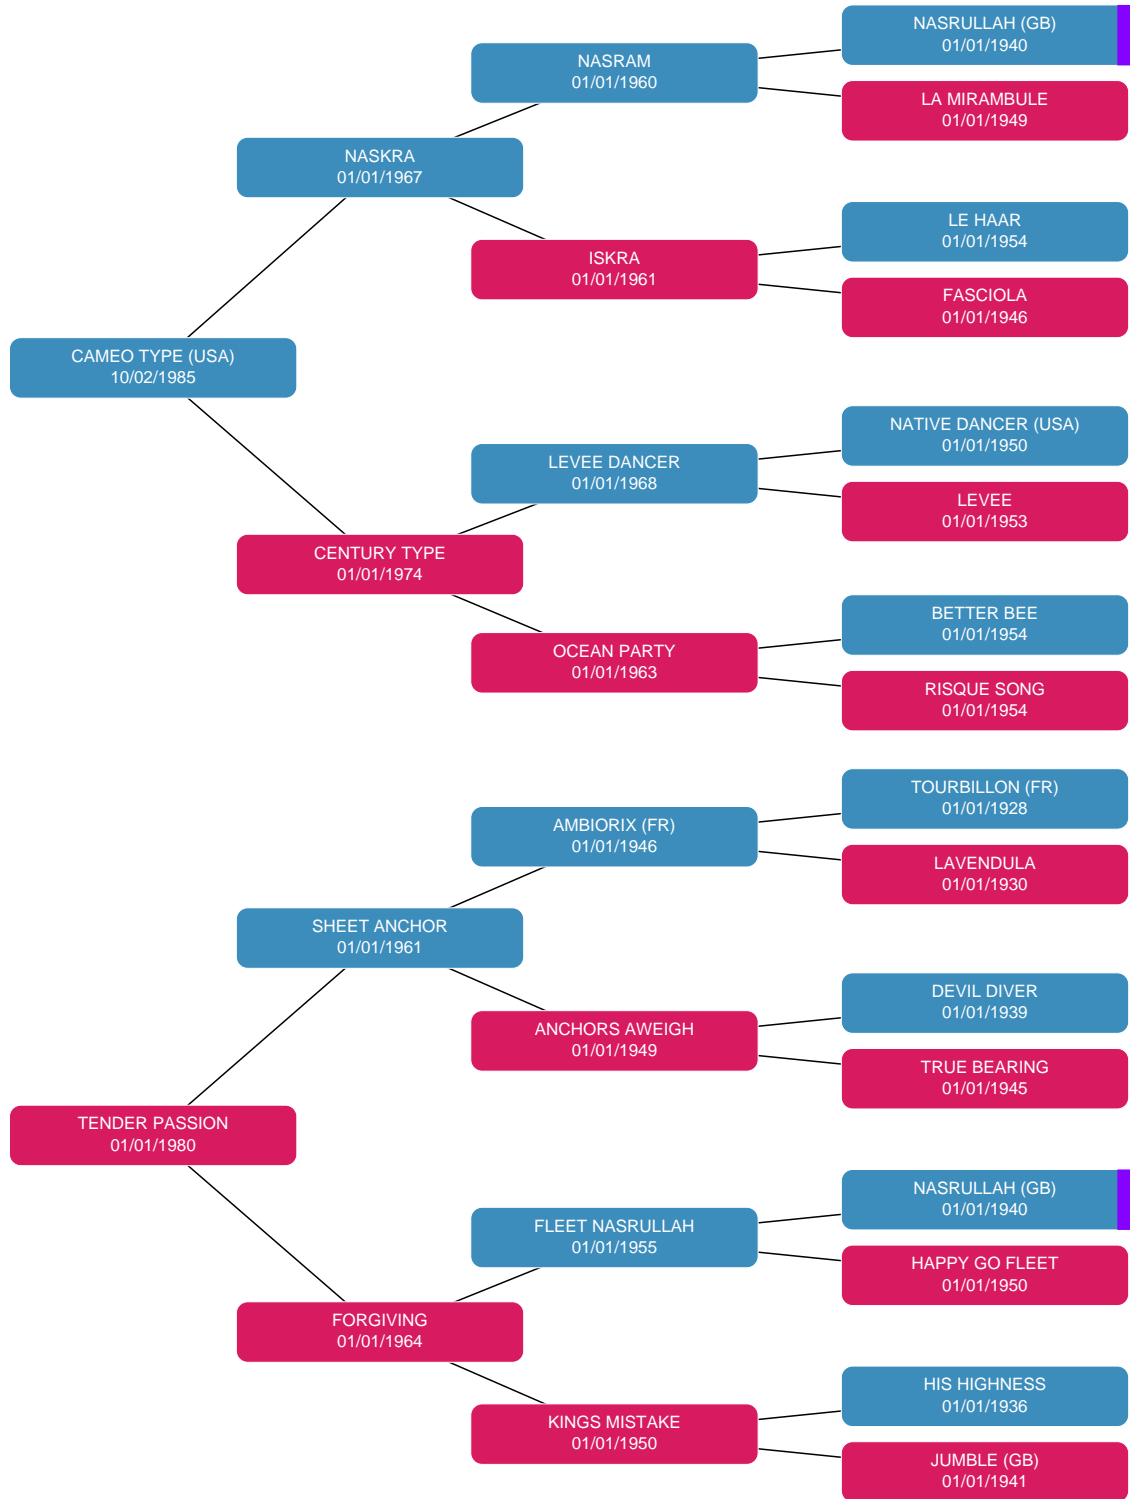 NASRULLAH (GB)
01/01/1940
NASRAM
01/01/1960
LA MIRAMBULE
01/01/1949
NASKRA
01/01/1967
LE HAAR
01/01/1954
ISKRA
01/01/1961
FASCIOLA
01/01/1946
CAMEO TYPE (USA)
10/02/1985
NATIVE DANCER (USA)
01/01/1950
LEVEE DANCER
01/01/1968
LEVEE
01/01/1953
CENTURY TYPE
01/01/1974
BETTER BEE
01/01/1954
OCEAN PARTY
01/01/1963
RISQUE SONG
01/01/1954
TOURBILLON (FR)
01/01/1928
AMBIORIX (FR)
01/01/1946
LAVENDULA
01/01/1930
SHEET ANCHOR
01/01/1961
DEVIL DIVER
01/01/1939
ANCHORS AWEIGH
01/01/1949
TRUE BEARING
01/01/1945
TENDER PASSION
01/01/1980
NASRULLAH (GB)
01/01/1940
FLEET NASRULLAH
01/01/1955
HAPPY GO FLEET
01/01/1950
FORGIVING
01/01/1964
HIS HIGHNESS
01/01/1936
KINGS MISTAKE
01/01/1950
JUMBLE (GB)
01/01/1941